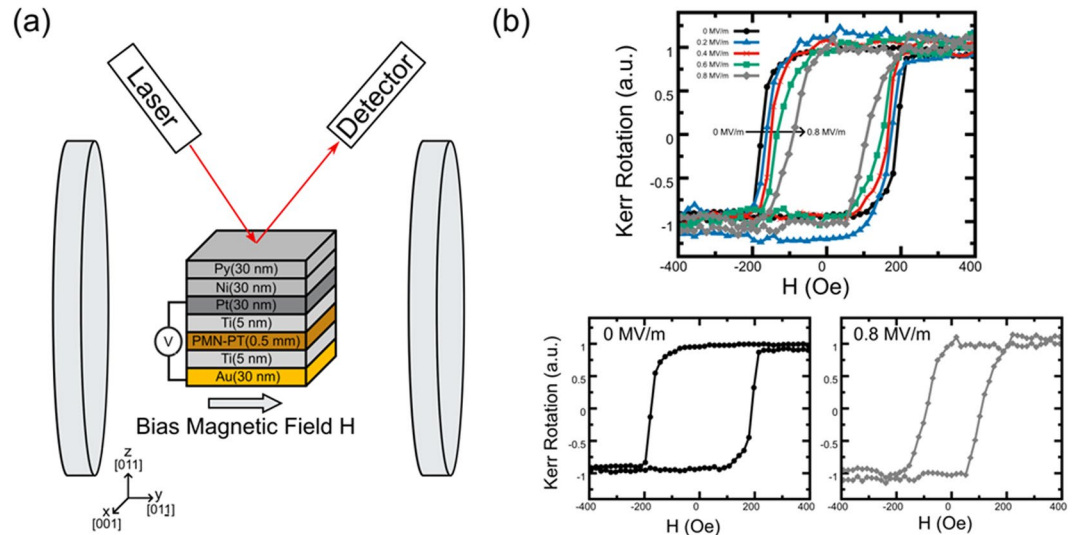 (a)
Laser
Detector
Py(30 nm)
Ni(30 nm)
Pt(30 nm)
Ti(5 nm)
PMN-PT(0.5 mm)
Ti(5 nm)
Au(30 nm)
V
Bias Magnetic Field H
z
[011]
y
[011]
x
[001]
(b)
Kerr Rotation (a.u.)
1
0.5
0
-0.5
-1
0 MV/m
0.2 MV/m
0.4 MV/m
0.6 MV/m
0.8 MV/m
0 MV/m
0.8 MV/m
-400
-200
0
200
400
H (Oe)
0 MV/m
Kerr Rotation (a.u.)
1
0.5
0
-0.5
-1
-400
-200
0
200
400
H (Oe)
0.8 MV/m
1
0.5
0
-0.5
-1
-400
-200
0
200
400
H (Oe)